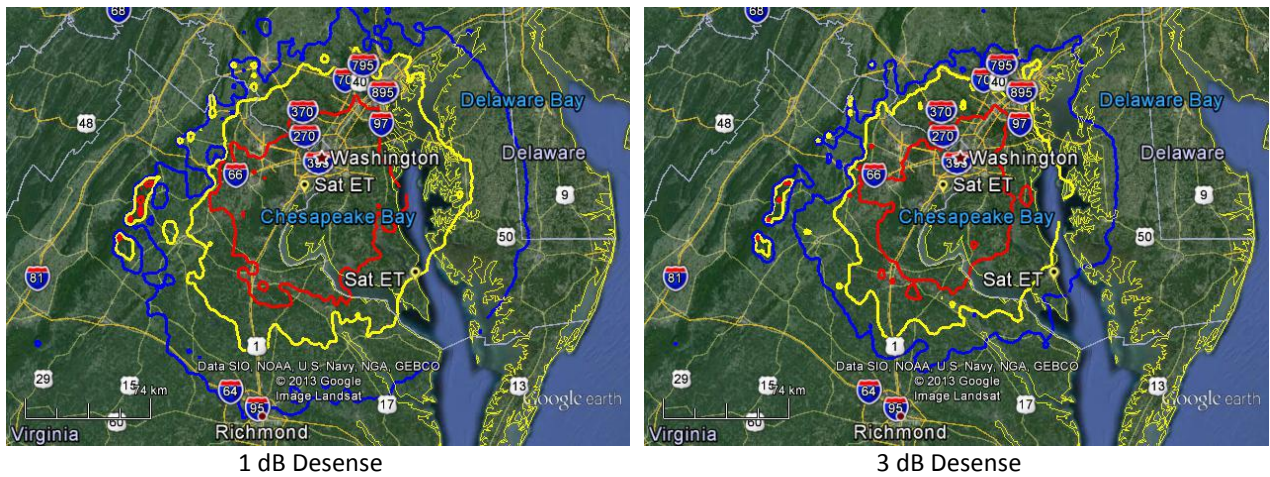 68
795
70
40
895
Delaware Bay
370
97
48
270
Washington
395
Delaware
66
Sat ET
9
Chesapeake Bay
50
Sat ET
81
1
Data SIO, NOAA, U.S. Navy, NGA, GEBCO
© 2013 Google
Image Landsat
29
15
74 km
64
95
17
13
Google earth
60
Virginia
Richmond
1 dB Desense
68
795
70
40
895
Delaware Bay
370
97
48
270
Washington
395
Delaware
66
Sat ET
9
Chesapeake Bay
50
Sat ET
81
1
Data SIO, NOAA, U.S. Navy, NGA, GEBCO
© 2013 Google
Image Landsat
29
15
74 km
64
95
17
13
Google earth
60
Virginia
Richmond
3 dB Desense